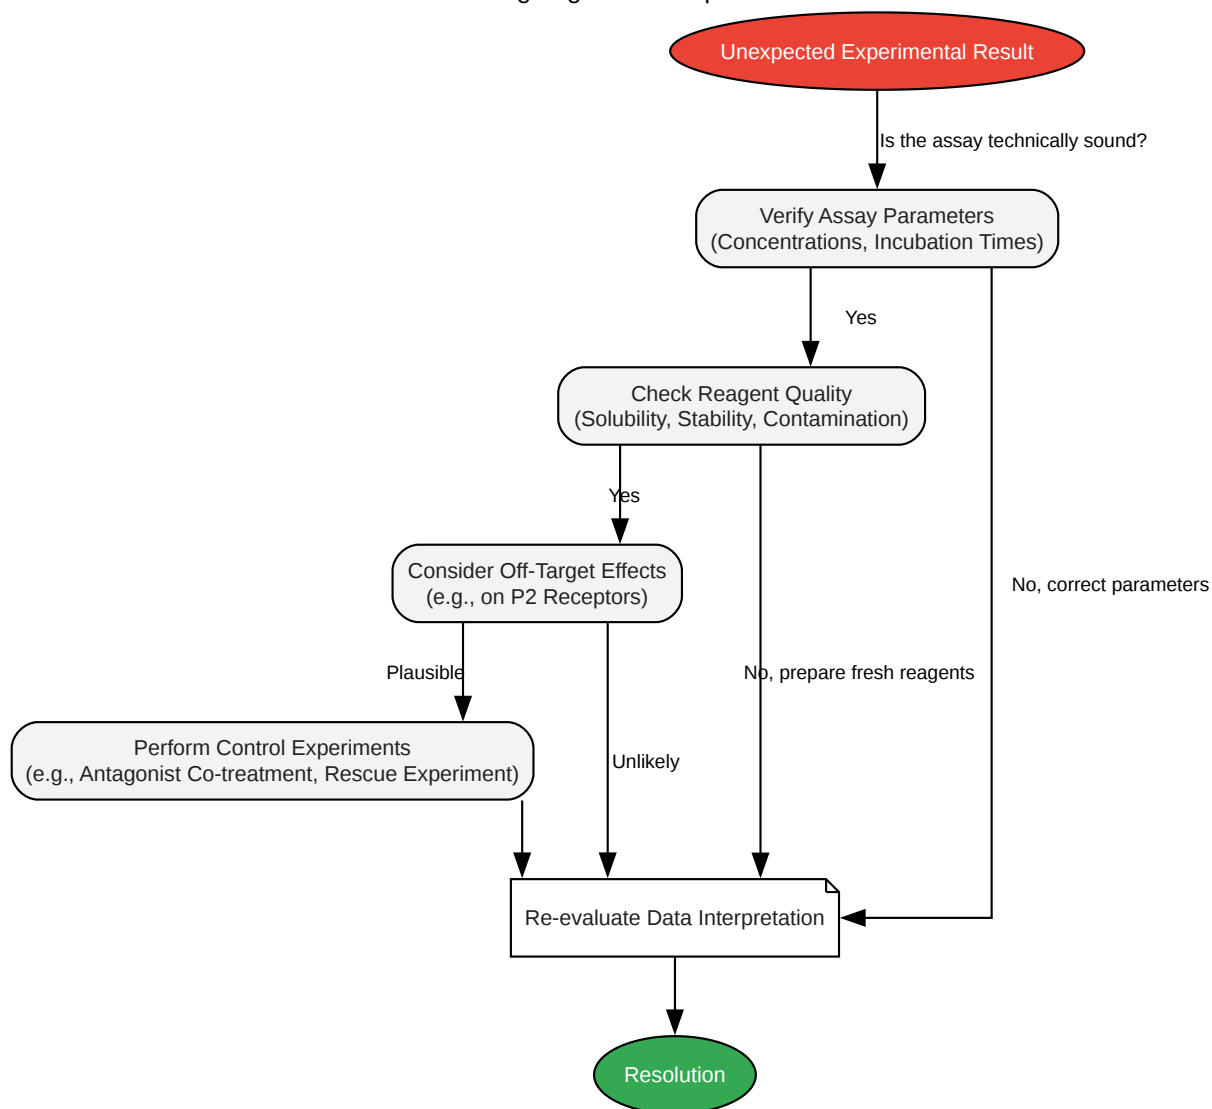 Unexpected Experimental Result
Is the assay technically sound?
Verify Assay Parameters
(Concentrations, Incubation Times)
Yes
Check Reagent Quality
(Solubility, Stability, Contamination)
Yes
Consider Off-Target Effects
(e.g., on P2 Receptors)
No, correct parameters
Plausible
No, prepare fresh reagents
Perform Control Experiments
(e.g., Antagonist Co-treatment, Rescue Experiment)
Unlikely
Re-evaluate Data Interpretation
Resolution